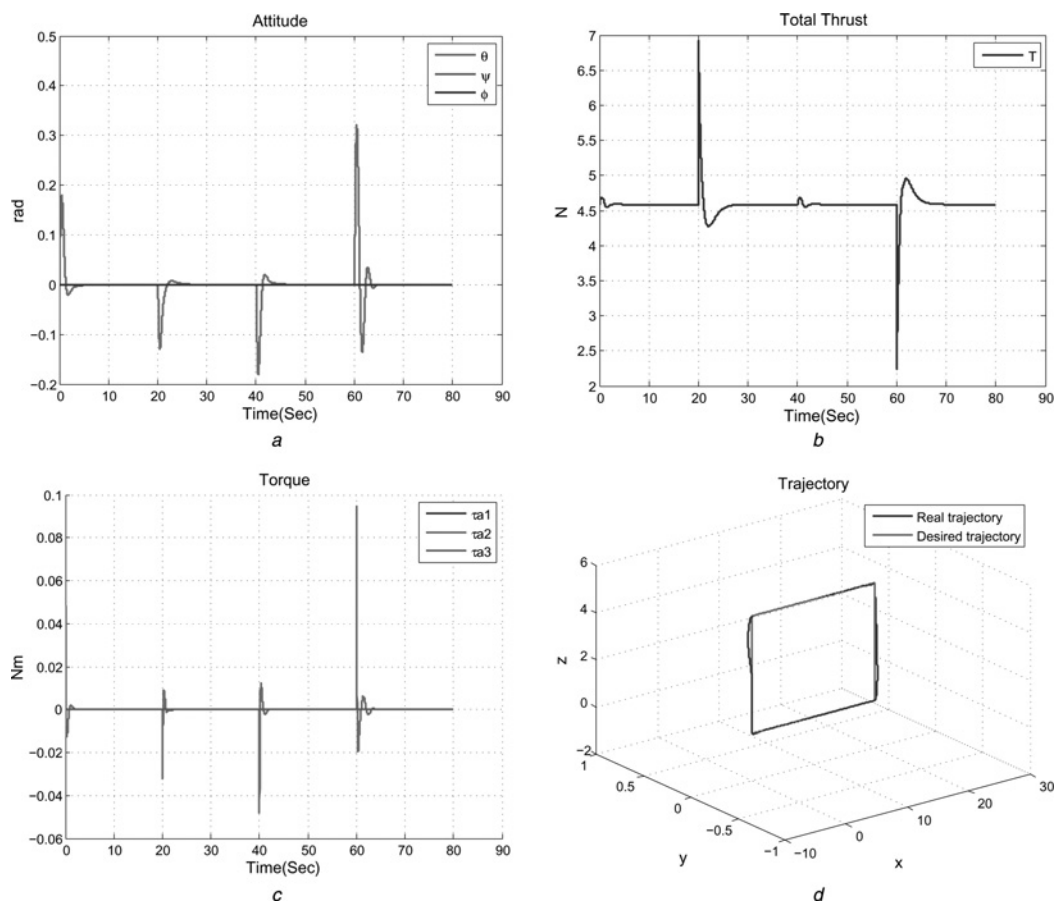 Attitude
0.5
0.4
0.3
0.2
0.1
0
−0.1
−0.2
rad
θ
ψ
ϕ
0 10 20 30 40 50 60 70 80 90
Time(Sec)
a
Total Thrust
7
6.5
6
5.5
5
4.5
4
3.5
3
2.5
2
N
T
0 10 20 30 40 50 60 70 80 90
Time(Sec)
b
Torque
0.1
0.08
0.06
0.04
0.02
0
−0.02
−0.04
−0.06
Nm
τa1
τa2
τa3
0 10 20 30 40 50 60 70 80 90
Time(Sec)
c
Trajectory
Real trajectory
Desired trajectory
6
4
2
0
−2
z
1
0.5
0
−0.5
−1
y
−10
0
10
20
30
x
d